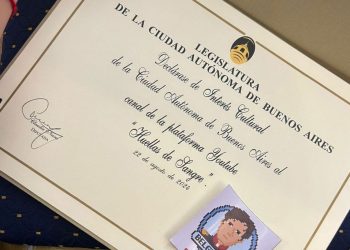 LEGISLATURA
DE LA CIUDAD AUTÓNOMA DE BUENOS AIRES
Declárase de Interés Cultural
de la Ciudad Autónoma de Buenos Aires al
canal de la plataforma Youtube
"Huellas de Sangre".
22 de agosto de 2024